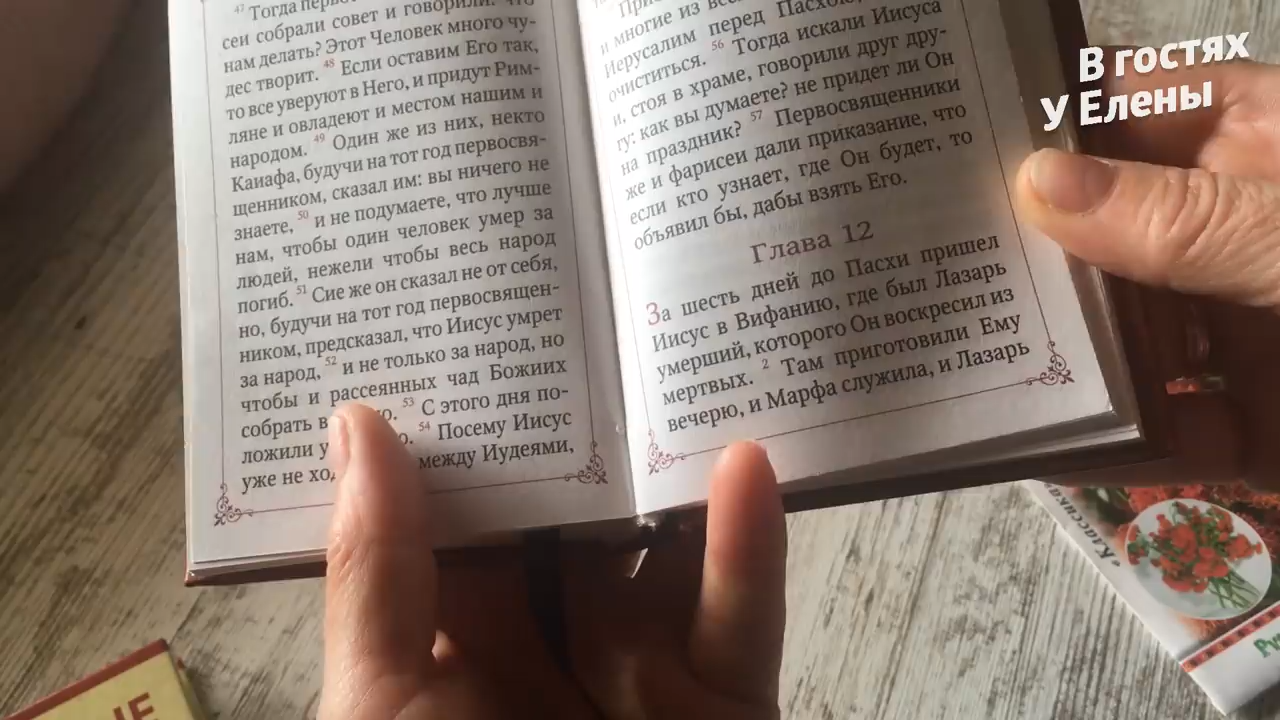 47 Тогда
сеи собрали совет и говорили: что
нам делать? Этот Человек много чу-
дес творит. 48 Если оставим Его так,
то все уверуют в Него, и придут Рим-
ляне и овладеют и местом нашим и
народом. 49 Один же из них, некто
Каиафа, будучи на тот год первосвя-
щенником, сказал им: вы ничего не
знаете, 50 и не подумаете, что лучше
нам, чтобы один человек умер за
людей, нежели чтобы весь народ
погиб. 51 Сие же он сказал не от себя,
но, будучи на тот год первосвящен-
ником, предсказал, что Иисус умрет
за народ, 52 и не только за народ, но
чтобы и рассеянных чад Божиих
собрать в 53 С этого дня по-
ложили 54 Посему Иисус
уже не между Иудеями,
и многие из
Иерусалим перед Пасхою,
очиститься. 56 Тогда искали Иисуса
и, стоя в храме, говорили друг дру-
гу: как вы думаете? не придет ли Он
на праздник? 57 Первосвященники
же и фарисеи дали приказание, что
если кто узнает, где Он будет, то
объявил бы, дабы взять Его.
Глава 12
За шесть дней до Пасхи пришел
Иисус в Вифанию, где был Лазарь
умерший, которого Он воскресил из
мертвых. 2 Там приготовили Ему
вечерю, и Марфа служила, и Лазарь
В гостях
У Елены
«Классика